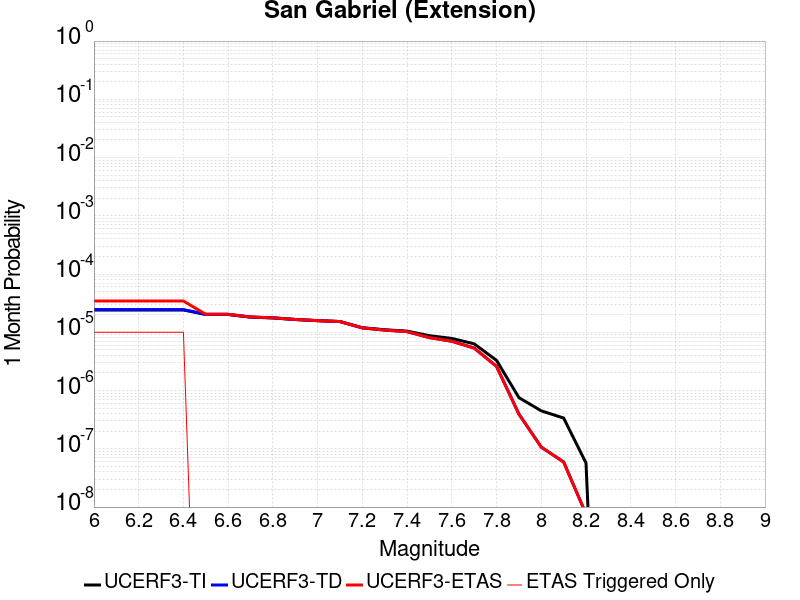 San Gabriel (Extension)
10^0
10^-1
10^-2
10^-3
10^-4
10^-5
10^-6
10^-7
10^-8
1 Month Probability
6 6.2 6.4 6.6 6.8 7 7.2 7.4 7.6 7.8 8 8.2 8.4 8.6 8.8 9
Magnitude
UCERF3-TI UCERF3-TD UCERF3-ETAS ETAS Triggered Only